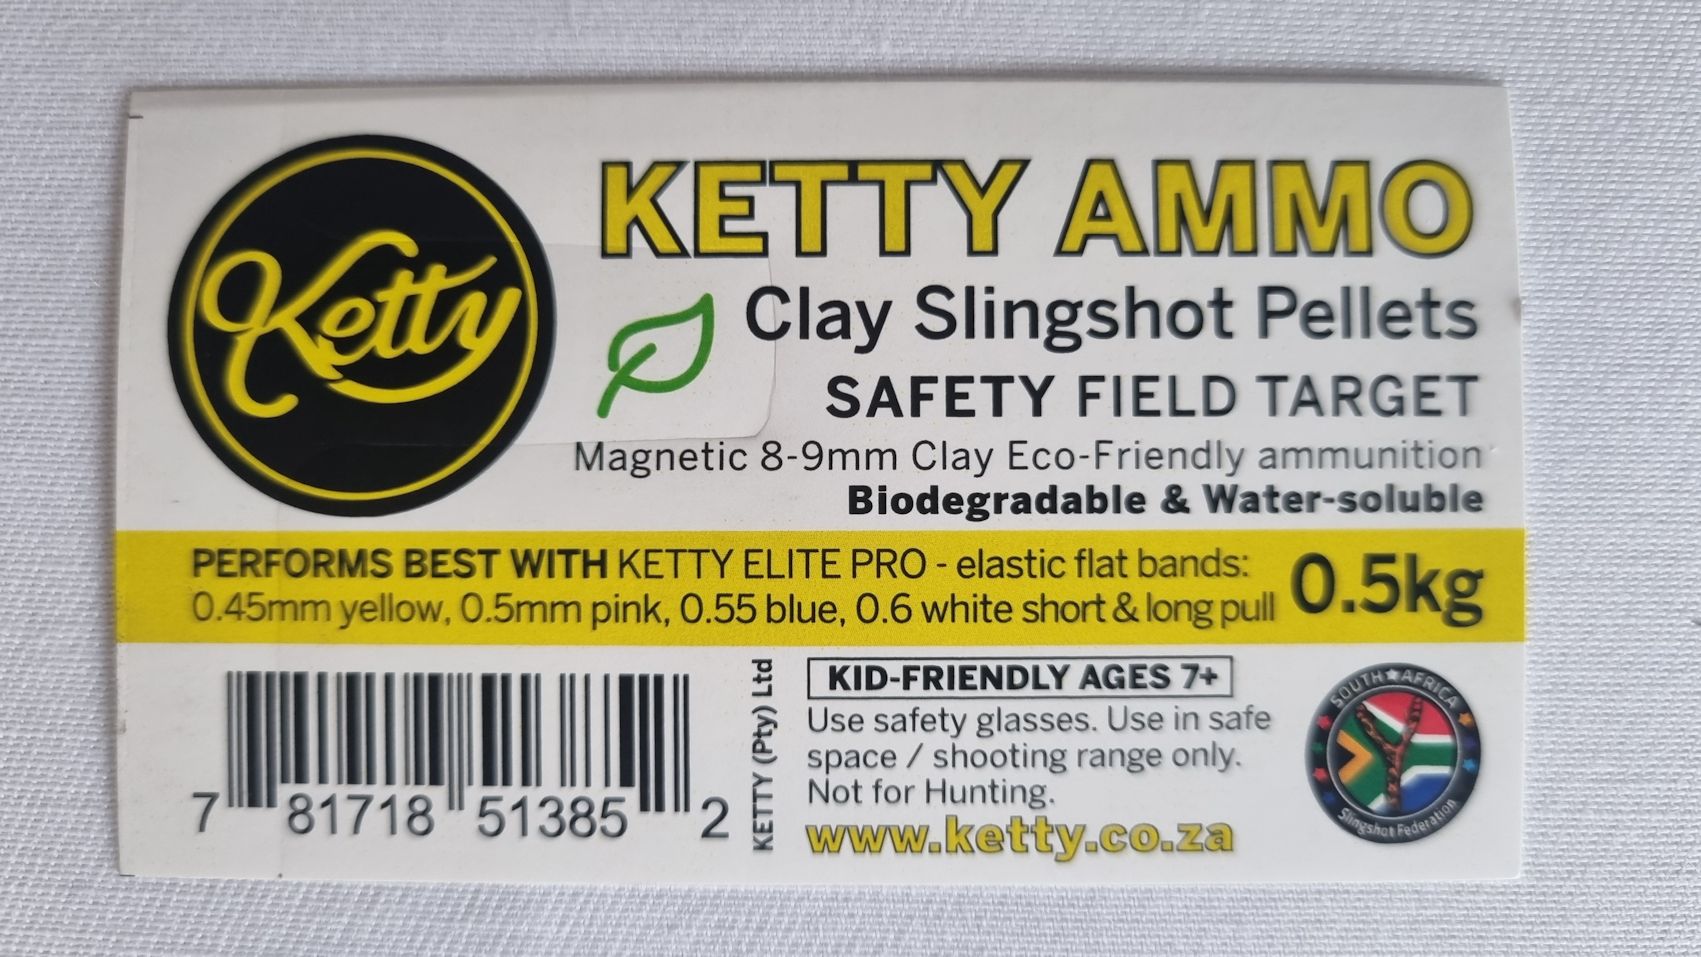 Ketty
KETTY AMMO
Clay Slingshot Pellets
SAFETY FIELD TARGET
Magnetic 8-9mm Clay Eco-Friendly ammunition
Biodegradable & Water-soluble
PERFORMS BEST WITH KETTY ELITE PRO - elastic flat bands:
0.45mm yellow, 0.5mm pink, 0.55 blue, 0.6 white short & long pull
0.5kg
7 81718 51385 2
KETTY (Pty) Ltd
KID-FRIENDLY AGES 7+
Use safety glasses. Use in safe
space / shooting range only.
Not for Hunting.
www.ketty.co.za
SOUTH AFRICA
Slingshot Federation